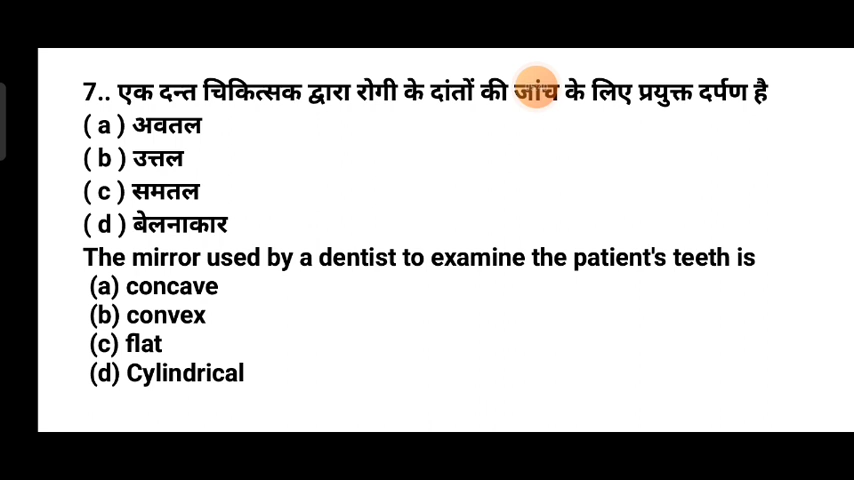 7.. एक दन्त चिकित्सक द्वारा रोगी के दांतों की जांच के लिए प्रयुक्त दर्पण है
( a ) अवतल
( b ) उत्तल
( c ) समतल
( d ) बेलनाकार
The mirror used by a dentist to examine the patient's teeth is
(a) concave
(b) convex
(c) flat
(d) Cylindrical